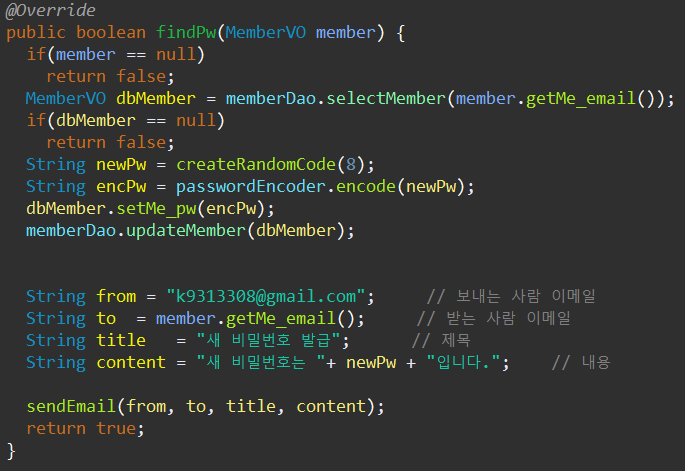 @Override
public boolean findPw(MemberVO member) {
  if(member == null)
    return false;
  MemberVO dbMember = memberDao.selectMember(member.getMe_email());
  if(dbMember == null)
    return false;
  String newPw = createRandomCode(8);
  String encPw = passwordEncoder.encode(newPw);
  dbMember.setMe_pw(encPw);
  memberDao.updateMember(dbMember);
  String from = "k9313308@gmail.com";     // 보내는 사람 이메일
  String to  = member.getMe_email();     // 받는 사람 이메일
  String title   = "새 비밀번호 발급";      // 제목
  String content = "새 비밀번호는 "+ newPw + "입니다.";    // 내용
  sendEmail(from, to, title, content);
  return true;
}